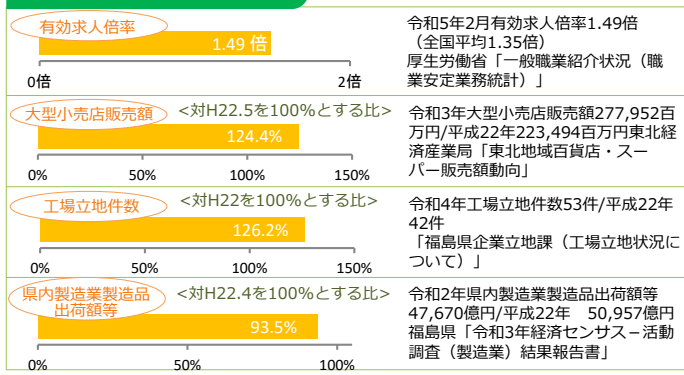 有効求人倍率
1.49 倍
0倍
2倍
令和5年2月有効求人倍率1.49倍
（全国平均1.35倍）
厚生労働省「一般職業紹介状況（職
業安定業務統計）」
大型小売店販売額
<対H22.5を100%とする比>
124.4%
0%
50%
100%
150%
令和3年大型小売店販売額277,952百
万円/平成22年223,494百万円東北経
済産業局「東北地域百貨店・スー
パー販売額動向」
工場立地件数
<対H22を100%とする比>
126.2%
0%
50%
100%
150%
令和4年工場立地件数53件/平成22年
42件
「福島県企業立地課（工場立地状況に
ついて）」
県内製造業製造品
出荷額等
<対H22.4を100%とする比>
93.5%
0%
50%
100%
令和2年県内製造業製造品出荷額等
47,670億円/平成22年　50,957億円
福島県「令和3年経済センサス－活動
調査（製造業）結果報告書」